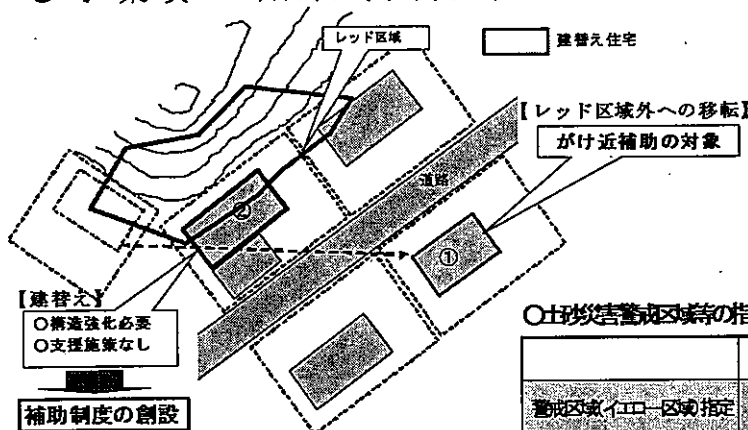 レッド区域
建替え住宅
【レッド区域外への移転】
がけ近補助の対象
道路
②
①
【建替え】
○構造強化必要
○支援施策なし
補助制度の創設
○土砂災害警戒区域等の指
警戒区域(イエロー区域)指定